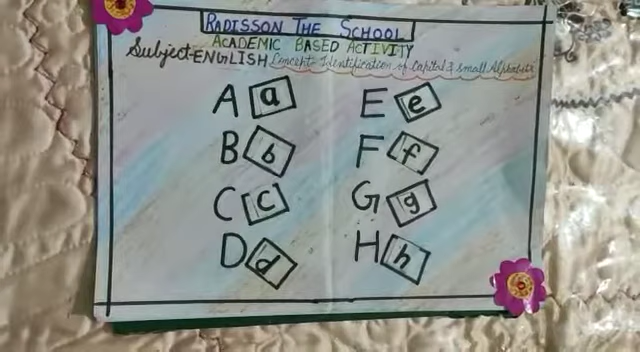 RADISSON THE SCHOOL
ACADEMIC BASED ACTIVITY
Subject-ENGLISH Concept-Identification of Capital & small Alphabets
A a E e
B b F f
C c G g
D d H h